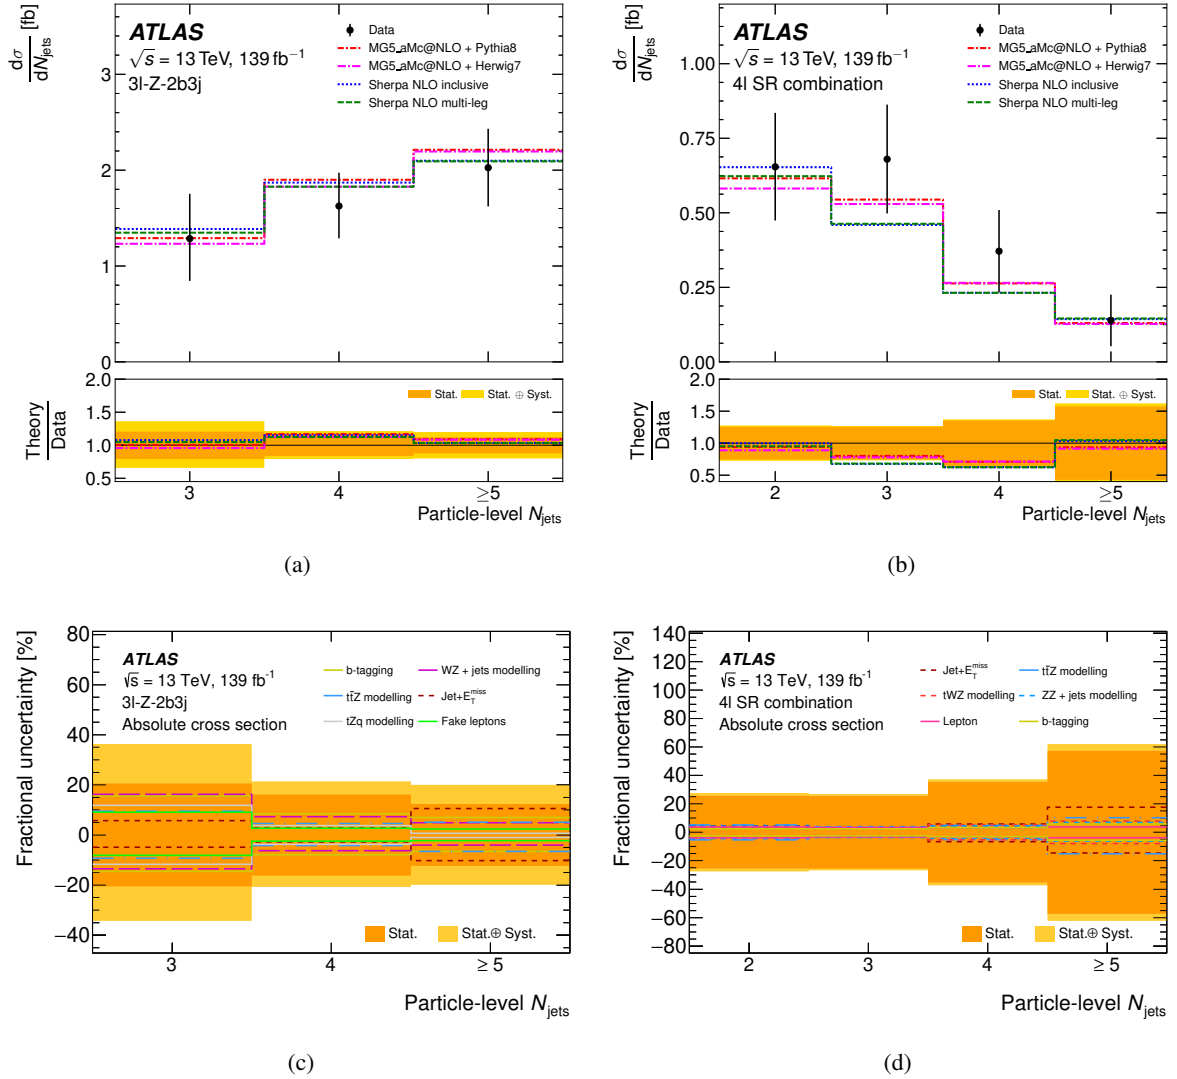 dσ
dN_jets [fb]
ATLAS
√s = 13 TeV, 139 fb⁻¹
3l-Z-2b3j
Data
MG5_aMc@NLO + Pythia8
MG5_aMc@NLO + Herwig7
Sherpa NLO inclusive
Sherpa NLO multi-leg
3
2
1
0
Theory
Data
2.0
1.5
1.0
0.5
Stat. Stat. ⊕ Syst.
3 4 ≥5
Particle-level N_jets
(a)
dσ
dN_jets [fb]
ATLAS
√s = 13 TeV, 139 fb⁻¹
4l SR combination
Data
MG5_aMc@NLO + Pythia8
MG5_aMc@NLO + Herwig7
Sherpa NLO inclusive
Sherpa NLO multi-leg
1.00
0.75
0.50
0.25
0.00
Theory
Data
2.0
1.5
1.0
0.5
Stat. Stat. ⊕ Syst.
2 3 4 ≥5
Particle-level N_jets
(b)
Fractional uncertainty [%]
80
60
40
20
0
−20
−40
ATLAS
√s = 13 TeV, 139 fb⁻¹
3l-Z-2b3j
Absolute cross section
b-tagging WZ + jets modelling
tt̄Z modelling Jet+E_T^miss
tZq modelling Fake leptons
Stat. Stat.⊕ Syst.
3 4 ≥ 5
Particle-level N_jets
(c)
Fractional uncertainty [%]
140
120
100
80
60
40
20
0
−20
−40
−60
−80
ATLAS
√s = 13 TeV, 139 fb⁻¹
4l SR combination
Absolute cross section
Jet+E_T^miss tt̄Z modelling
tWZ modelling ZZ + jets modelling
Lepton b-tagging
Stat. Stat.⊕ Syst.
2 3 4 ≥ 5
Particle-level N_jets
(d)